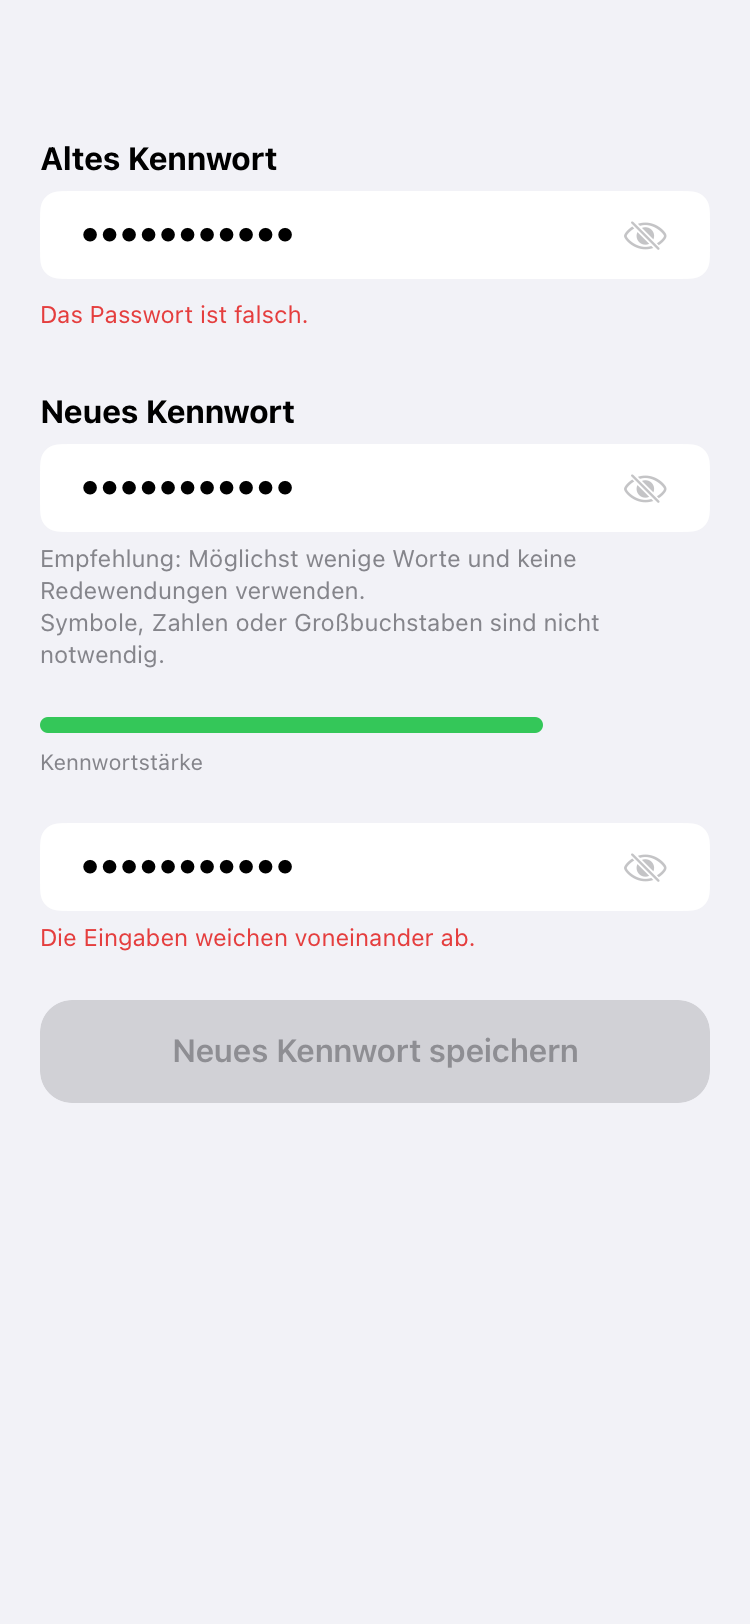 Altes Kennwort
•••••••••••
Das Passwort ist falsch.
Neues Kennwort
•••••••••••
Empfehlung: Möglichst wenige Worte und keine
Redewendungen verwenden.
Symbole, Zahlen oder Großbuchstaben sind nicht
notwendig.
Kennwortstärke
•••••••••••
Die Eingaben weichen voneinander ab.
Neues Kennwort speichern